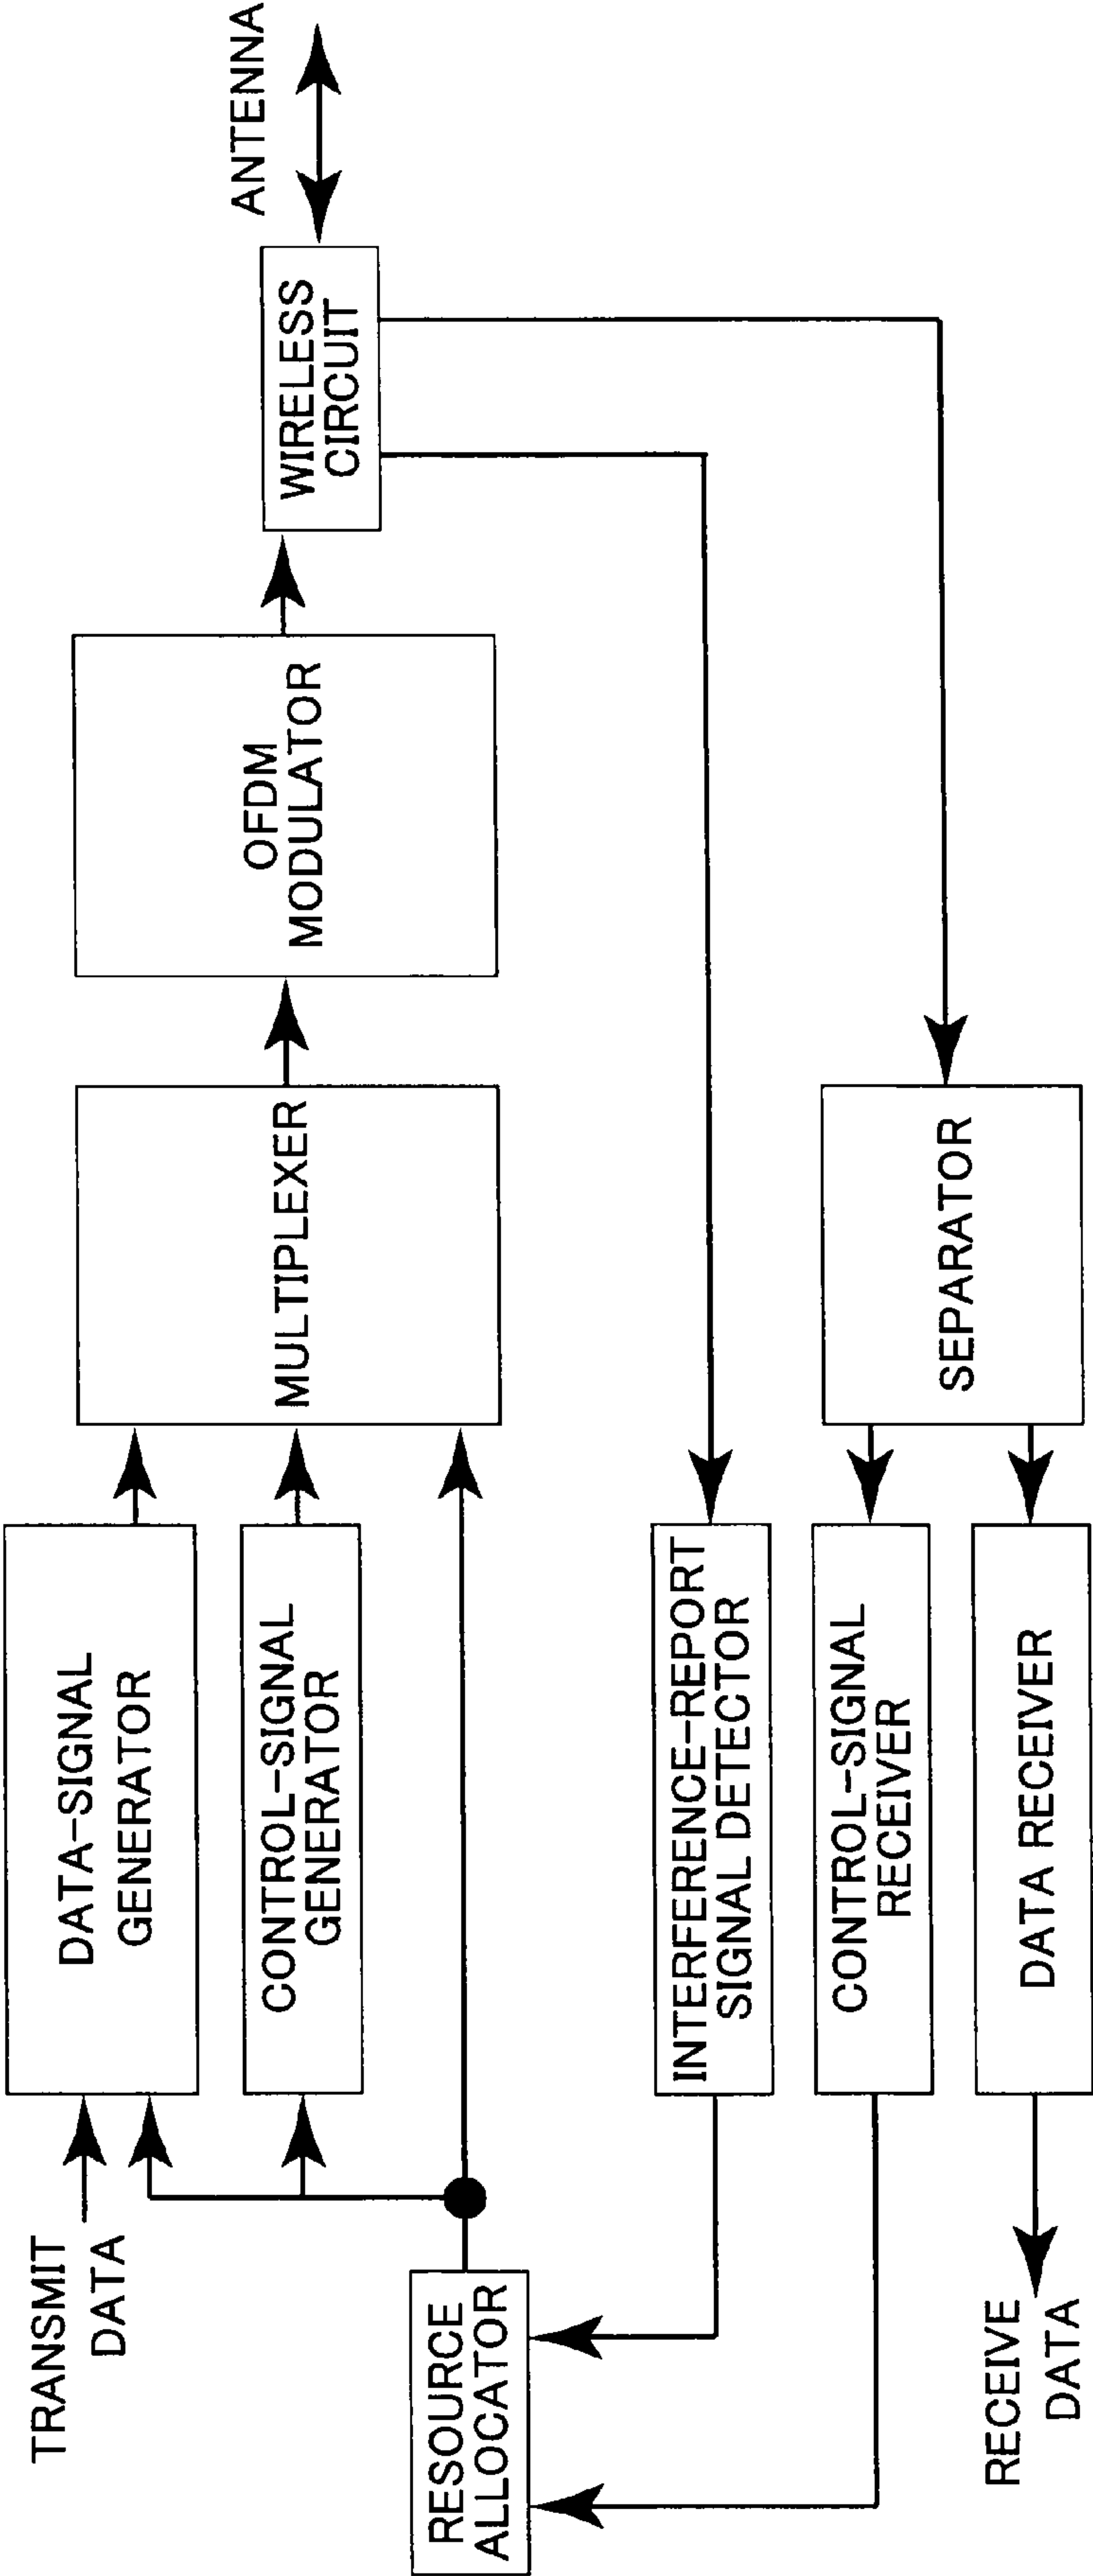 TRANSMIT
DATA
DATA-SIGNAL
GENERATOR
CONTROL-SIGNAL
GENERATOR
MULTIPLEXER
OFDM
MODULATOR
WIRELESS
CIRCUIT
ANTENNA
RESOURCE
ALLOCATOR
INTERFERENCE-REPORT
SIGNAL DETECTOR
CONTROL-SIGNAL
RECEIVER
SEPARATOR
DATA RECEIVER
RECEIVE
DATA